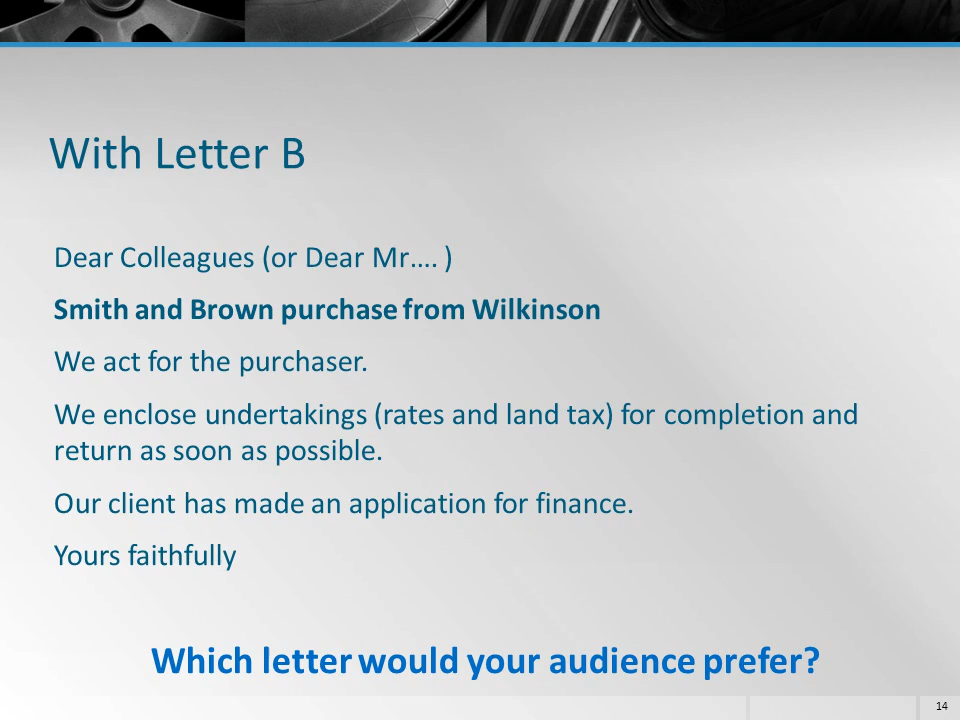 With Letter B
Dear Colleagues (or Dear Mr…. )
Smith and Brown purchase from Wilkinson
We act for the purchaser.
We enclose undertakings (rates and land tax) for completion and
return as soon as possible.
Our client has made an application for finance.
Yours faithfully
Which letter would your audience prefer?
14